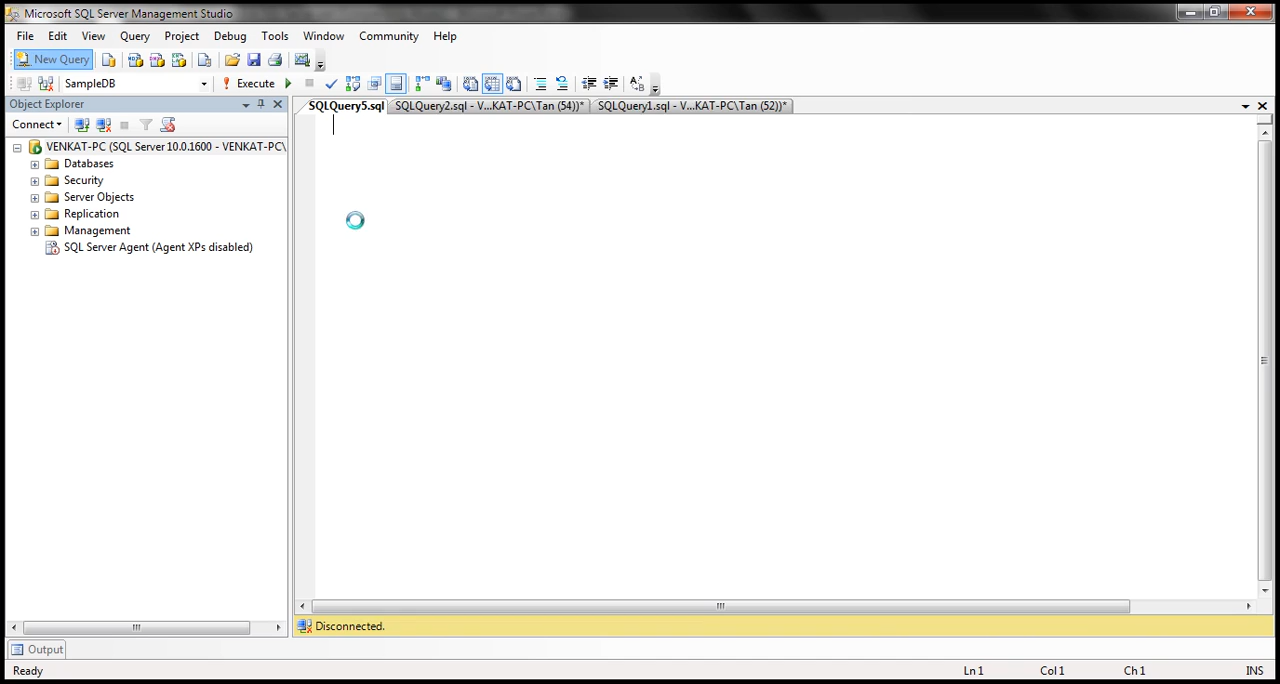 Microsoft SQL Server Management Studio
File Edit View Query Project Debug Tools Window Community Help
New Query
SampleDB Execute
Object Explorer
SQLQuery5.sql SQLQuery2.sql - V...KAT-PC\Tan (54))* SQLQuery1.sql - V...KAT-PC\Tan (52))*
Connect
VENKAT-PC (SQL Server 10.0.1600 - VENKAT-PC\
Databases
Security
Server Objects
Replication
Management
SQL Server Agent (Agent XPs disabled)
Disconnected.
Output
Ready Ln 1 Col 1 Ch 1 INS